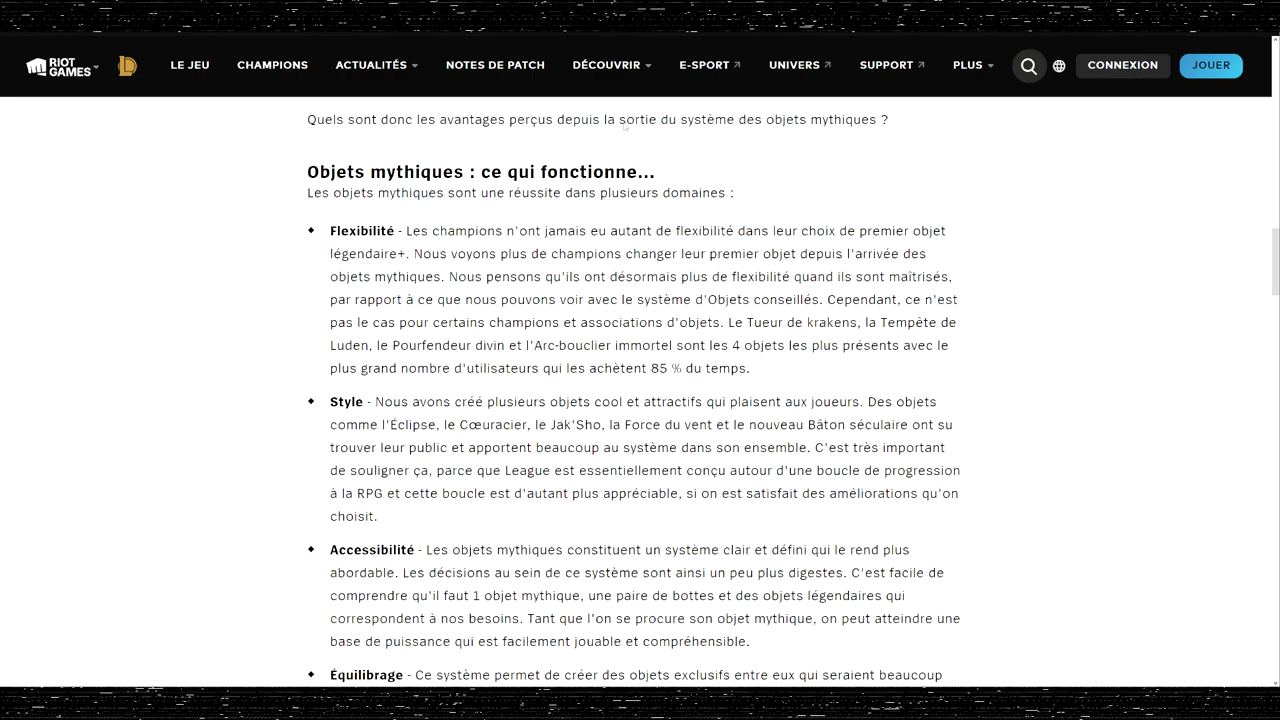 RIOT GAMES
LE JEU CHAMPIONS ACTUALITÉS NOTES DE PATCH DÉCOUVRIR E-SPORT UNIVERS SUPPORT PLUS CONNEXION JOUER
Quels sont donc les avantages perçus depuis la sortie du système des objets mythiques ?
Objets mythiques : ce qui fonctionne...
Les objets mythiques sont une réussite dans plusieurs domaines :
Flexibilité - Les champions n'ont jamais eu autant de flexibilité dans leur choix de premier objet
légendaire+. Nous voyons plus de champions changer leur premier objet depuis l'arrivée des
objets mythiques. Nous pensons qu'ils ont désormais plus de flexibilité quand ils sont maîtrisés,
par rapport à ce que nous pouvons voir avec le système d'Objets conseillés. Cependant, ce n'est
pas le cas pour certains champions et associations d'objets. Le Tueur de krakens, la Tempête de
Luden, le Pourfendeur divin et l'Arc-bouclier immortel sont les 4 objets les plus présents avec le
plus grand nombre d'utilisateurs qui les achètent 85 % du temps.
Style - Nous avons créé plusieurs objets cool et attractifs qui plaisent aux joueurs. Des objets
comme l'Éclipse, le Cœuracier, le Jak'Sho, la Force du vent et le nouveau Bâton séculaire ont su
trouver leur public et apportent beaucoup au système dans son ensemble. C'est très important
de souligner ça, parce que League est essentiellement conçu autour d'une boucle de progression
à la RPG et cette boucle est d'autant plus appréciable, si on est satisfait des améliorations qu'on
choisit.
Accessibilité - Les objets mythiques constituent un système clair et défini qui le rend plus
abordable. Les décisions au sein de ce système sont ainsi un peu plus digestes. C'est facile de
comprendre qu'il faut 1 objet mythique, une paire de bottes et des objets légendaires qui
correspondent à nos besoins. Tant que l'on se procure son objet mythique, on peut atteindre une
base de puissance qui est facilement jouable et compréhensible.
Équilibrage - Ce système permet de créer des objets exclusifs entre eux qui seraient beaucoup